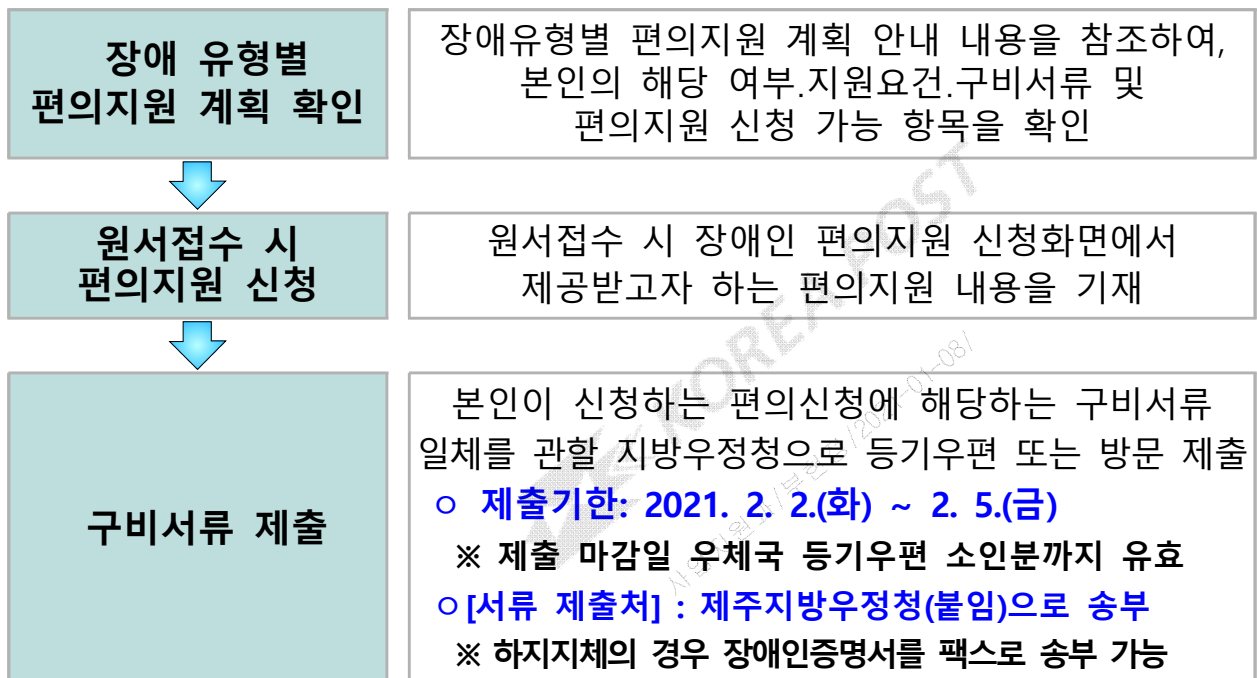 장애 유형별
편의지원 계획 확인
장애유형별 편의지원 계획 안내 내용을 참조하여,
본인의 해당 여부.지원요건.구비서류 및
편의지원 신청 가능 항목을 확인
원서접수 시
편의지원 신청
원서접수 시 장애인 편의지원 신청화면에서
제공받고자 하는 편의지원 내용을 기재
구비서류 제출
본인이 신청하는 편의신청에 해당하는 구비서류
일체를 관할 지방우정청으로 등기우편 또는 방문 제출
○ 제출기한: 2021. 2. 2.(화) ~ 2. 5.(금)
※ 제출 마감일 우체국 등기우편 소인분까지 유효
○ [서류 제출처] : 제주지방우정청(붙임)으로 송부
※ 하지지체의 경우 장애인증명서를 팩스로 송부 가능
KOREA POST